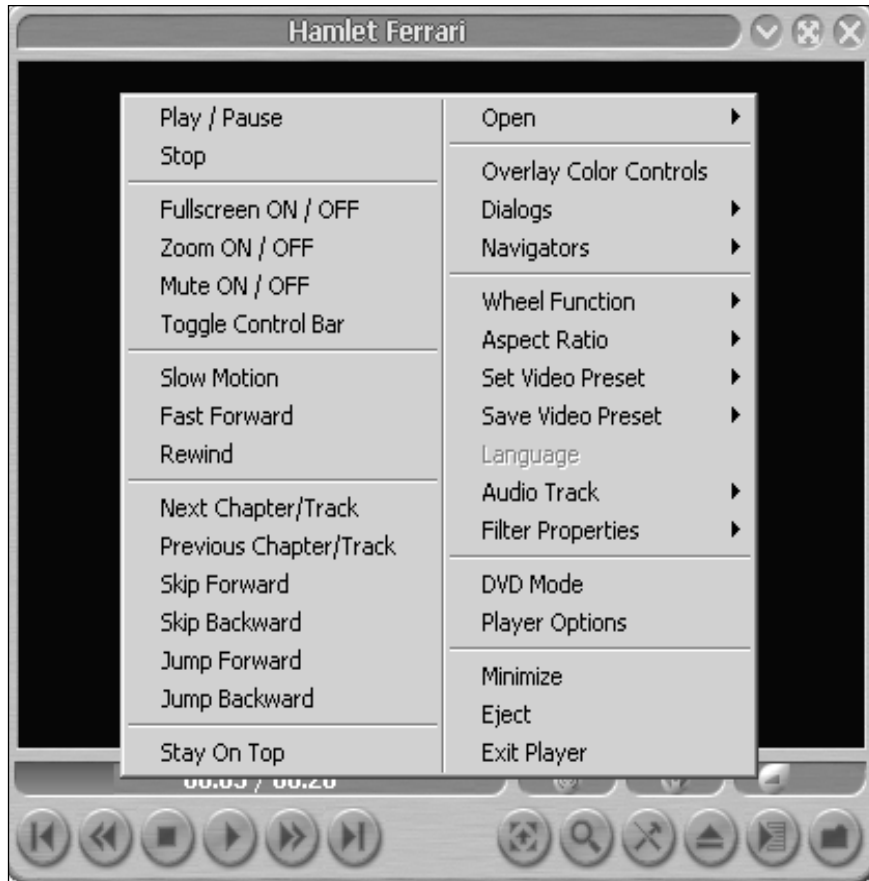 Hamlet Ferrari
Play / Pause
Stop
Fullscreen ON / OFF
Zoom ON / OFF
Mute ON / OFF
Toggle Control Bar
Slow Motion
Fast Forward
Rewind
Next Chapter/Track
Previous Chapter/Track
Skip Forward
Skip Backward
Jump Forward
Jump Backward
Stay On Top
Open
Overlay Color Controls
Dialogs
Navigators
Wheel Function
Aspect Ratio
Set Video Preset
Save Video Preset
Language
Audio Track
Filter Properties
DVD Mode
Player Options
Minimize
Eject
Exit Player